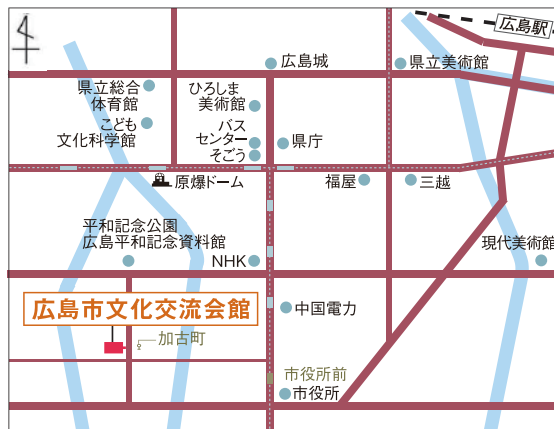 広島駅
広島城
県立美術館
県立総合
体育館
ひろしま
美術館
こども
文化科学館
バス
センター
そごう
県庁
原爆ドーム
福屋
三越
平和記念公園
広島平和記念資料館
NHK
現代美術館
広島市文化交流会館
中国電力
加古町
市役所前
市役所